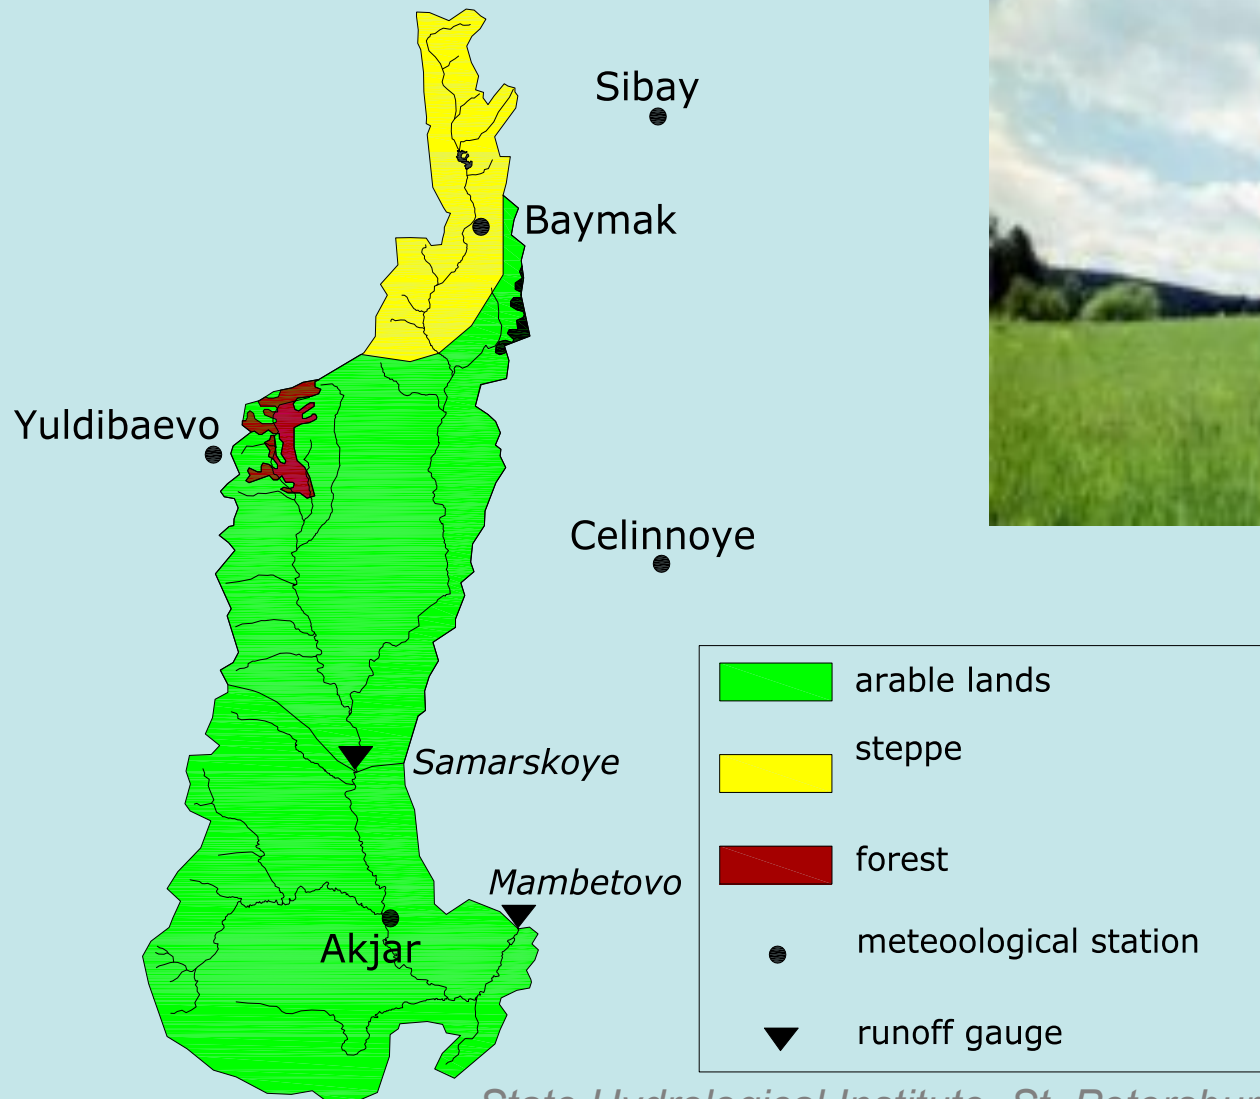 Sibay
Baymak
Yuldibaevo
Celinnoye
Samarskoye
Mambetovo
Akjar
arable lands
steppe
forest
meteoological station
runoff gauge
State Hydrological Institute, St.